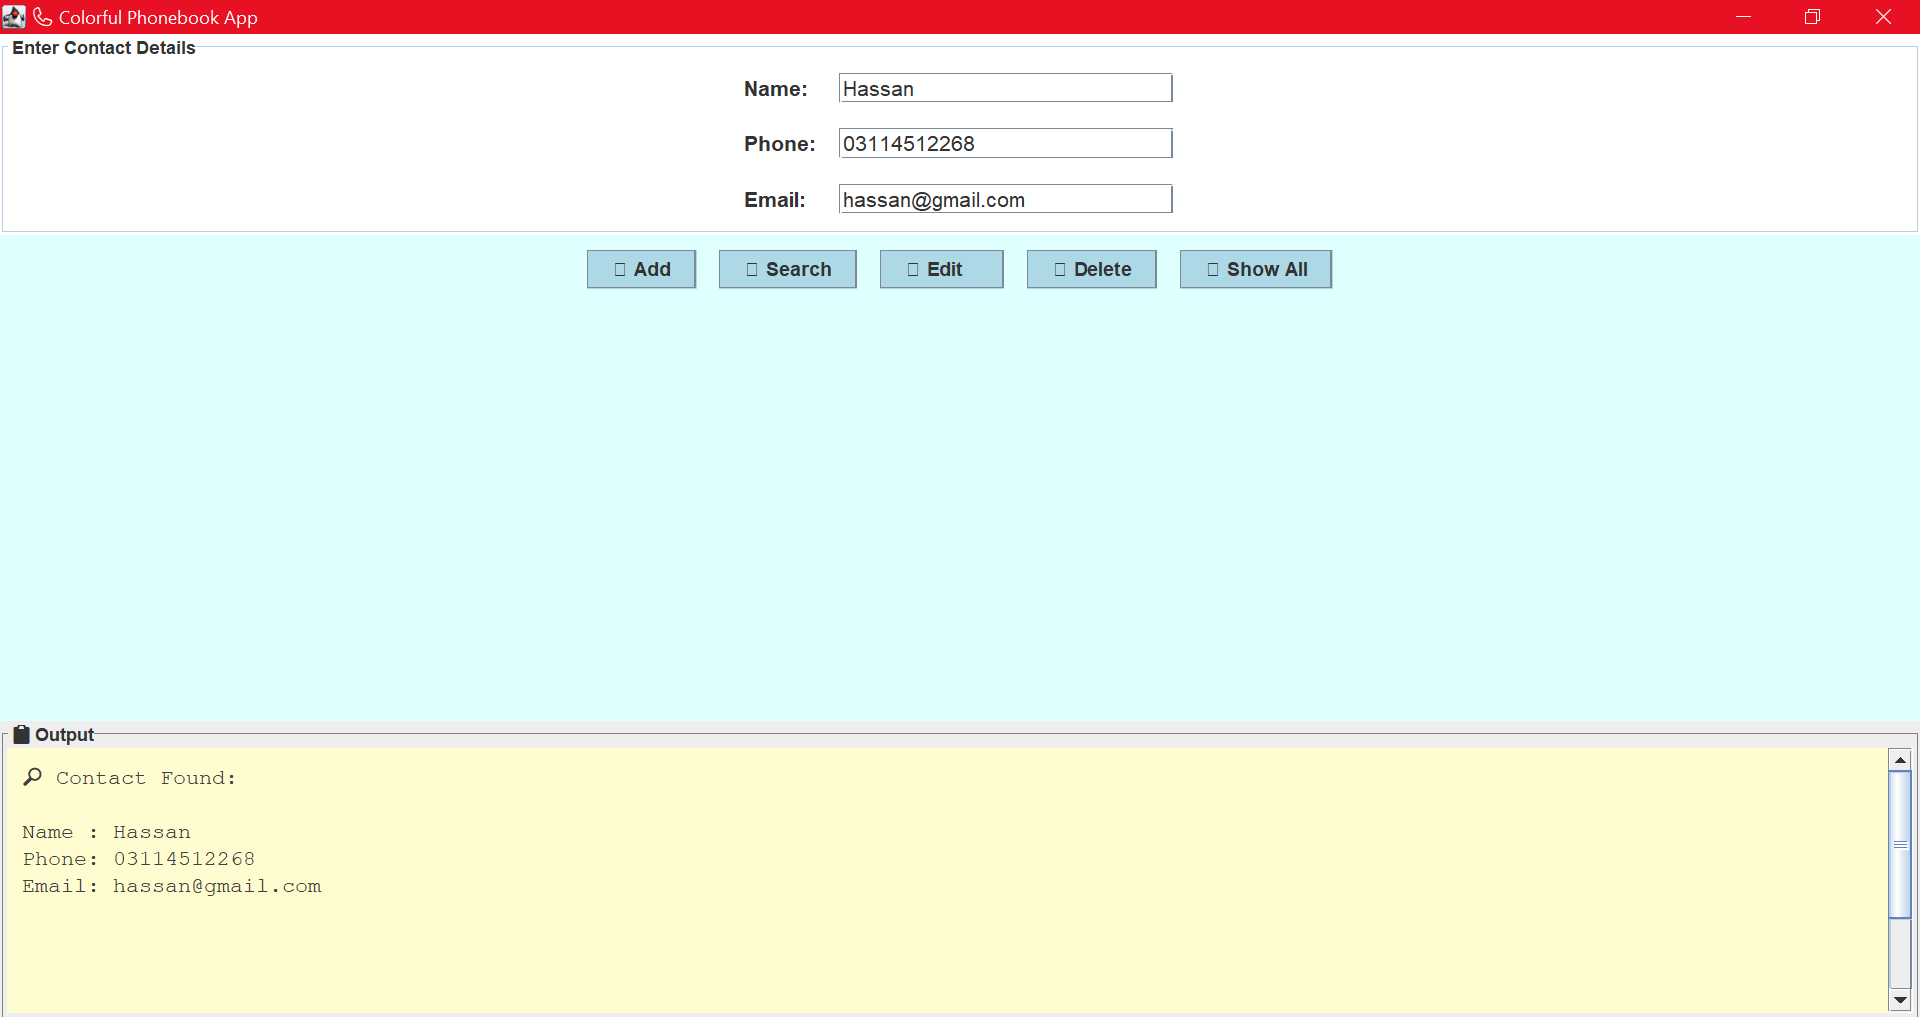 Colorful Phonebook App
Enter Contact Details
Name: Hassan
Phone: 03114512268
Email: hassan@gmail.com
Add Search Edit Delete Show All
Output
Contact Found:
Name : Hassan
Phone: 03114512268
Email: hassan@gmail.com